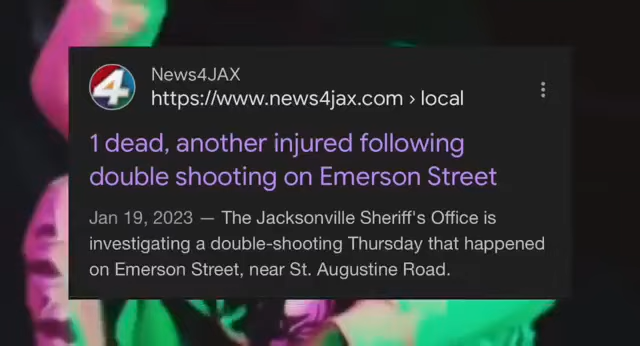 4
News4JAX
https://www.news4jax.com › local
1 dead, another injured following
double shooting on Emerson Street
Jan 19, 2023 — The Jacksonville Sheriff's Office is
investigating a double-shooting Thursday that happened
on Emerson Street, near St. Augustine Road.